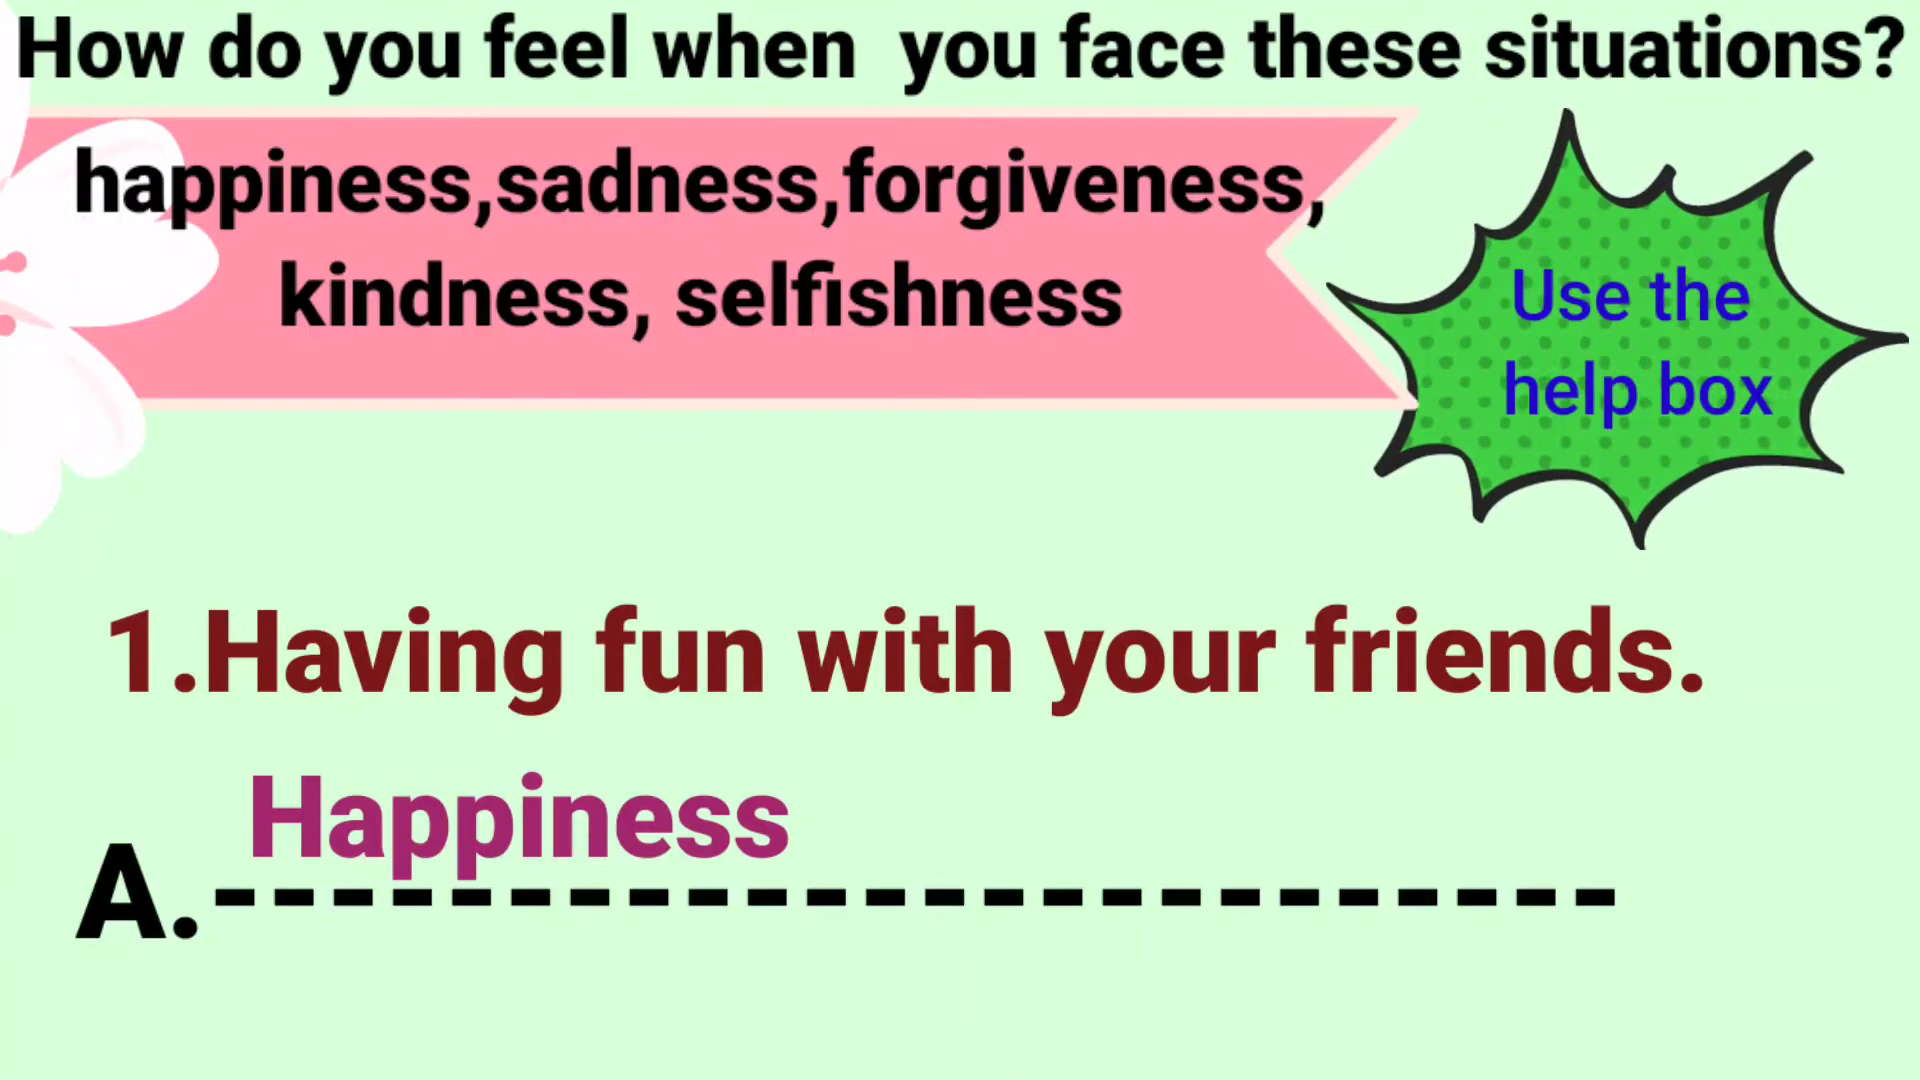 How do you feel when you face these situations?
happiness,sadness,forgiveness,
kindness, selfishness
Use the
help box
1.Having fun with your friends.
Happiness
A.------------------------